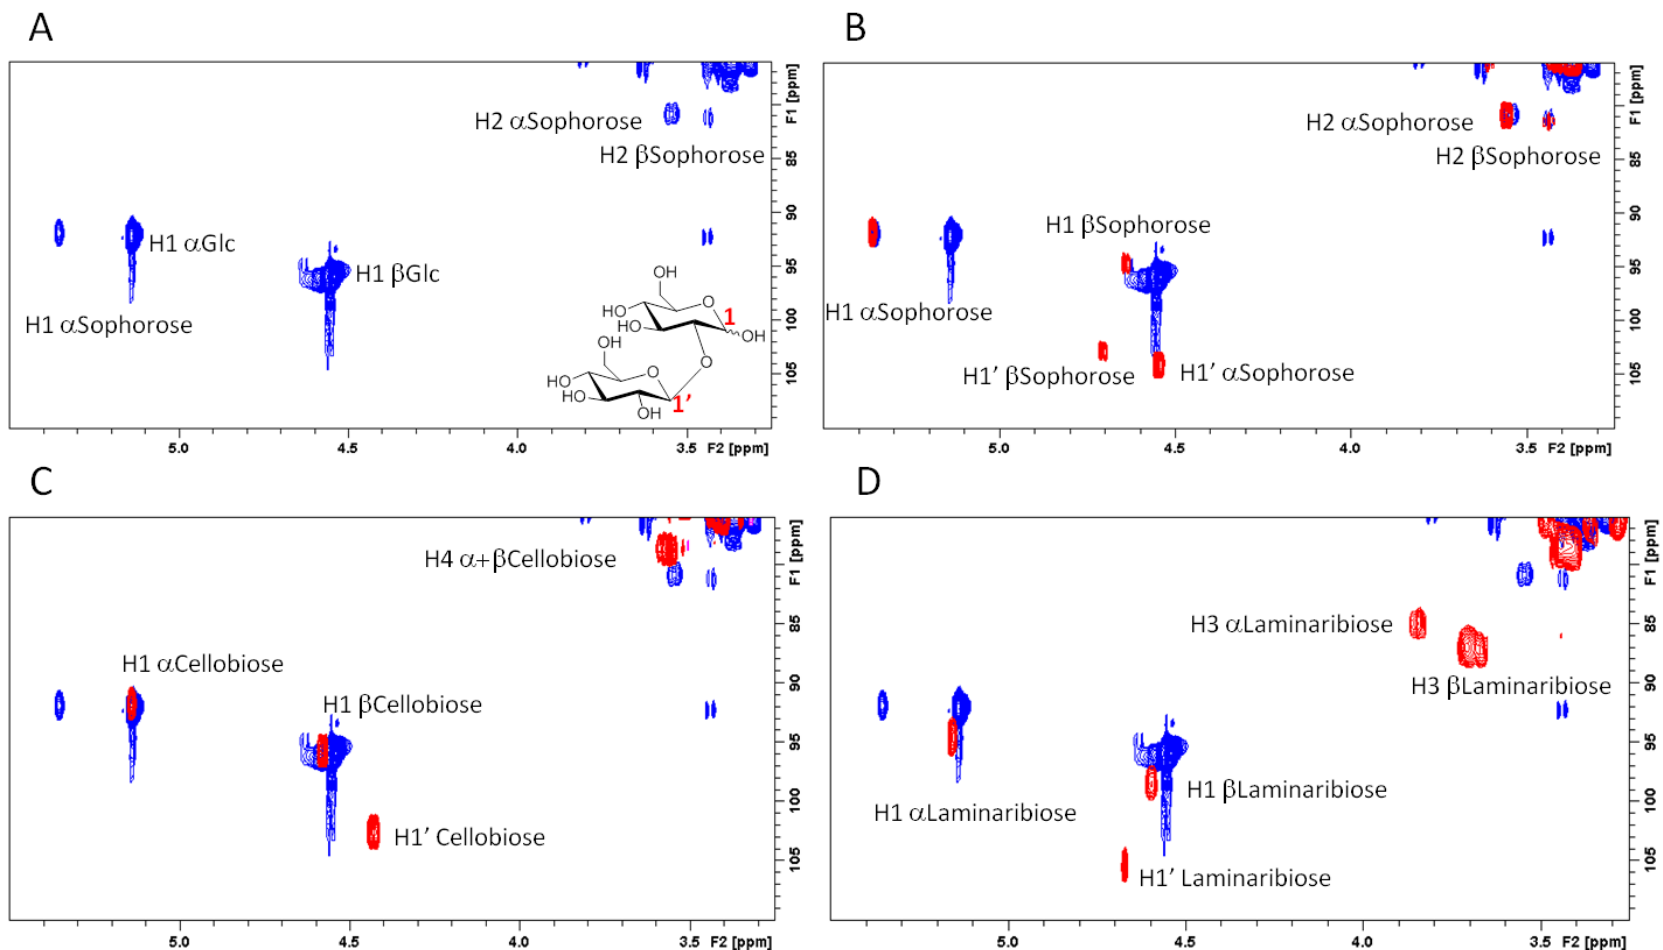 A
H2 αSophorose
H2 βSophorose
H1 αGlc
H1 βGlc
H1 αSophorose
OH
HO
HO
O
1
OH
OH
O
HO
HO
O
OH
1'
F1 [ppm]
85
90
95
100
105
5.0
4.5
4.0
3.5
F2 [ppm]
B
H2 αSophorose
H2 βSophorose
H1 βSophorose
H1 αSophorose
H1' βSophorose
H1' αSophorose
F1 [ppm]
85
90
95
100
105
5.0
4.5
4.0
3.5
F2 [ppm]
C
H4 α+βCellobiose
H1 αCellobiose
H1 βCellobiose
H1' Cellobiose
F1 [ppm]
85
90
95
100
105
5.0
4.5
4.0
3.5
F2 [ppm]
D
H3 αLaminaribiose
H3 βLaminaribiose
H1 βLaminaribiose
H1 αLaminaribiose
H1' Laminaribiose
F1 [ppm]
85
90
95
100
105
5.0
4.5
4.0
3.5
F2 [ppm]